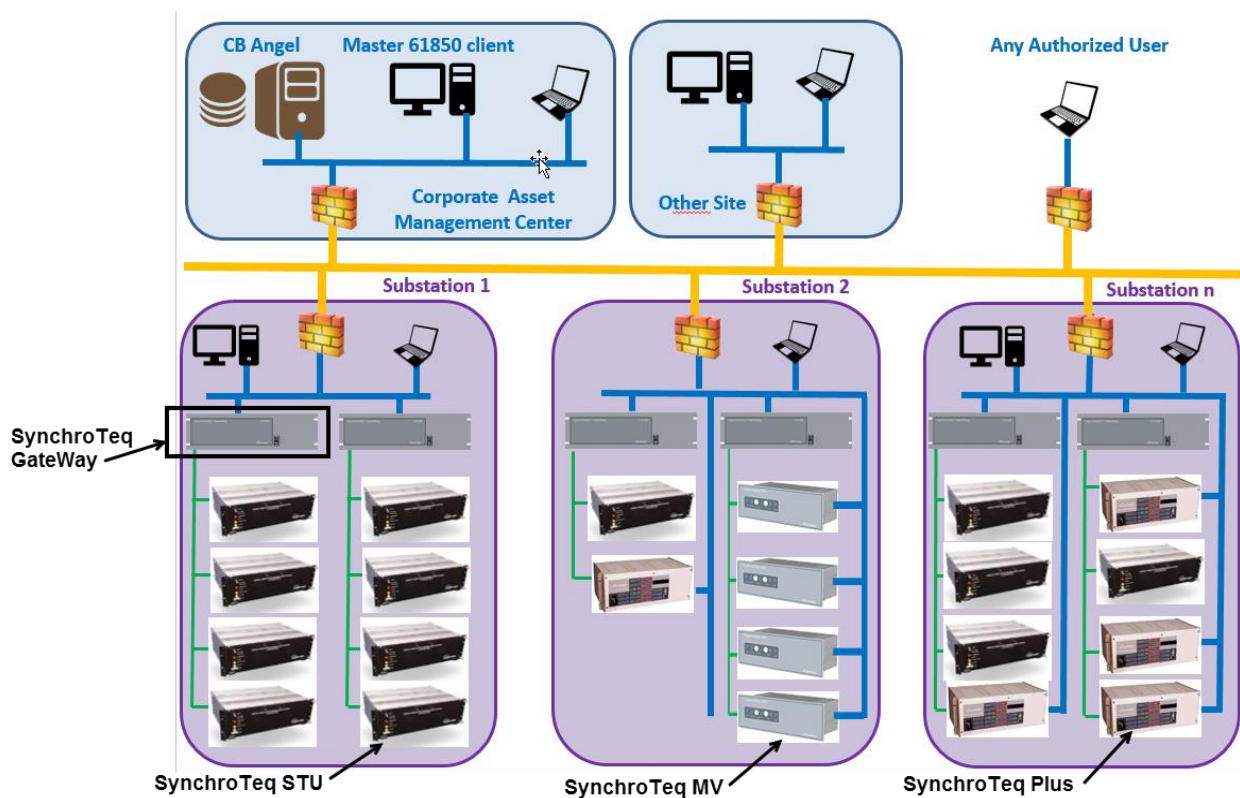 CB Angel
Master 61850 client
Any Authorized User
Corporate Asset
Management Center
Other Site
Substation 1
Substation 2
Substation n
SynchroTeq
GateWay
SynchroTeq STU
SynchroTeq MV
SynchroTeq Plus